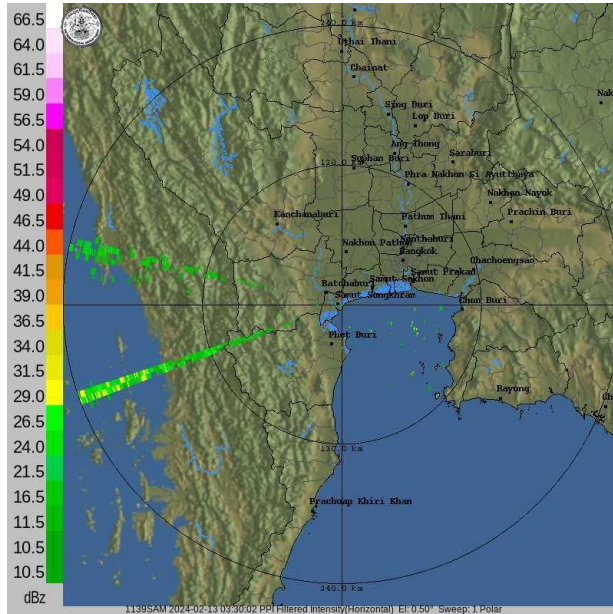 66.5
64.0
61.5
59.0
56.5
54.0
51.5
49.0
46.5
44.0
41.5
39.0
36.5
34.0
31.5
29.0
26.5
24.0
21.5
16.5
11.5
10.5
dBz
240.0 km
Uthai Thani
Chainat
Nak
Sing Buri
Lop Buri
Ang Thong
Saraburi
Suphan Buri
120.0 km
Phra Nakhon Si Ayutthaya
Nakhon Nayok
Kanchanaburi
Pathum Thani
Prachin Buri
Nonthaburi
Nakhon Pathom
Bangkok
Chachoengsao
Samut Prakan
Ratchaburi
Samut Sakhon
Samut Songkhram
Chon Buri
Phet Buri
Rayong
Ch
120.0 km
Prachuap Khiri Khan
240.0 km
1139SAM 2024-02-13 03:30:02 PPI Filtered Intensity(Horizontal) El: 0.50° Sweep: 1 Polar